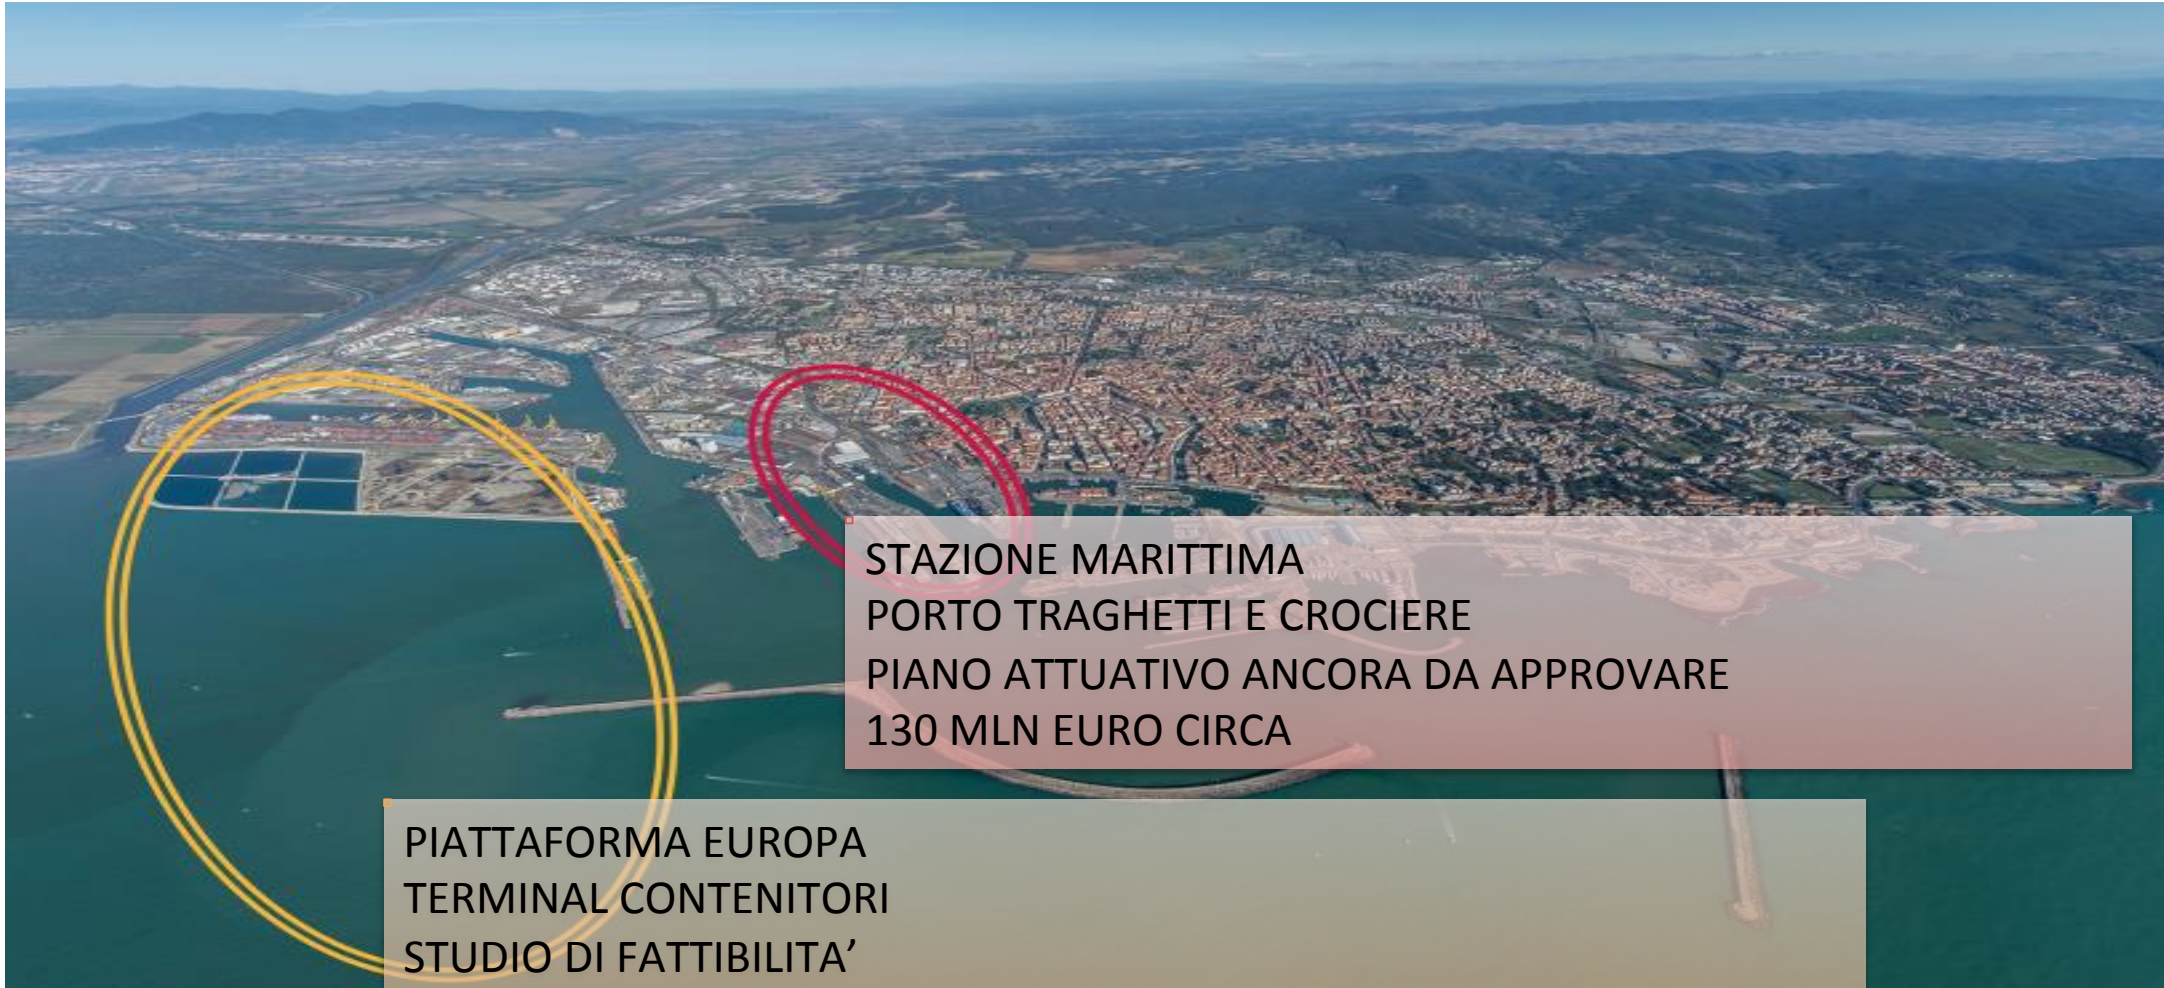 STAZIONE MARITTIMA
PORTO TRAGHETTI E CROCIERE
PIANO ATTUATIVO ANCORA DA APPROVARE
130 MLN EURO CIRCA
PIATTAFORMA EUROPA
TERMINAL CONTENITORI
STUDIO DI FATTIBILITA’